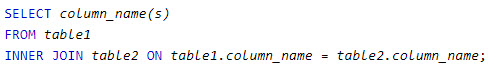 SELECT column_name(s)
FROM table1
INNER JOIN table2 ON table1.column_name = table2.column_name;